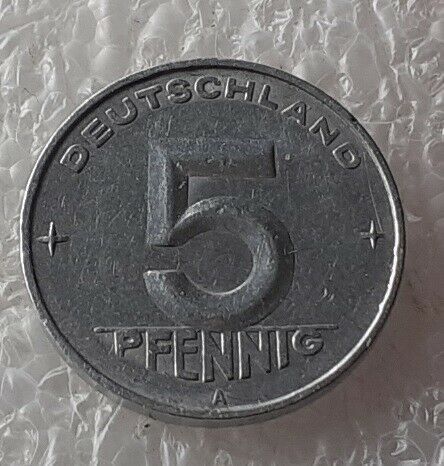 DEUTSCHLAND
5
PFENNIG
A